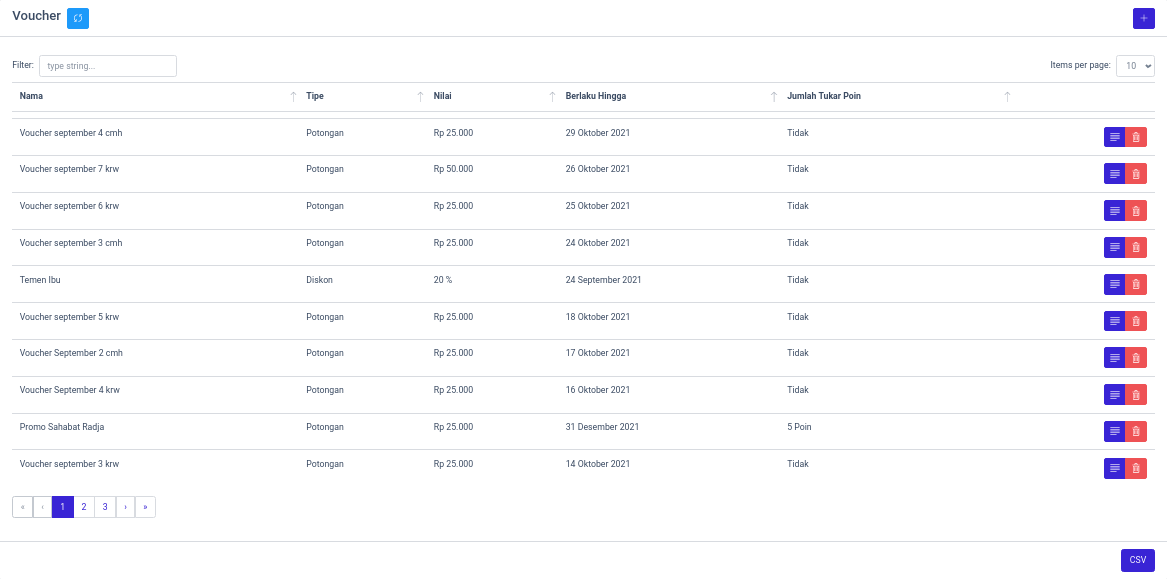 Voucher
+
Filter: type string... Items per page: 10
Nama Tipe Nilai Berlaku Hingga Jumlah Tukar Poin
Voucher september 4 cmh Potongan Rp 25.000 29 Oktober 2021 Tidak
Voucher september 7 krw Potongan Rp 50.000 26 Oktober 2021 Tidak
Voucher september 6 krw Potongan Rp 25.000 25 Oktober 2021 Tidak
Voucher september 3 cmh Potongan Rp 25.000 24 Oktober 2021 Tidak
Temen Ibu Diskon 20 % 24 September 2021 Tidak
Voucher september 5 krw Potongan Rp 25.000 18 Oktober 2021 Tidak
Voucher September 2 cmh Potongan Rp 25.000 17 Oktober 2021 Tidak
Voucher September 4 krw Potongan Rp 25.000 16 Oktober 2021 Tidak
Promo Sahabat Radja Potongan Rp 25.000 31 Desember 2021 5 Poin
Voucher september 3 krw Potongan Rp 25.000 14 Oktober 2021 Tidak
« ‹ 1 2 3 › »
CSV